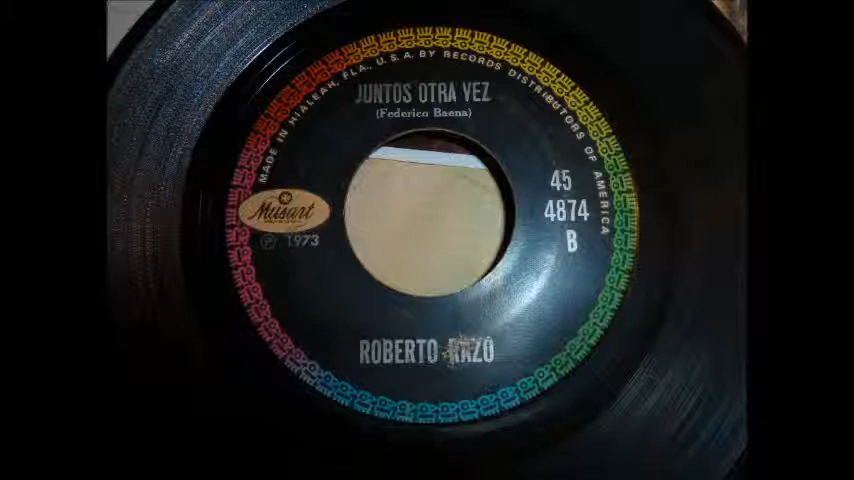 MADE IN HIALEAH, FLA., U.S.A. BY RECORDS DISTRIBUTORS OF AMERICA
JUNTOS OTRA VEZ
(Federico Baena)
45
4874
B
Musart
Ⓟ 1973
ROBERTO RAZO